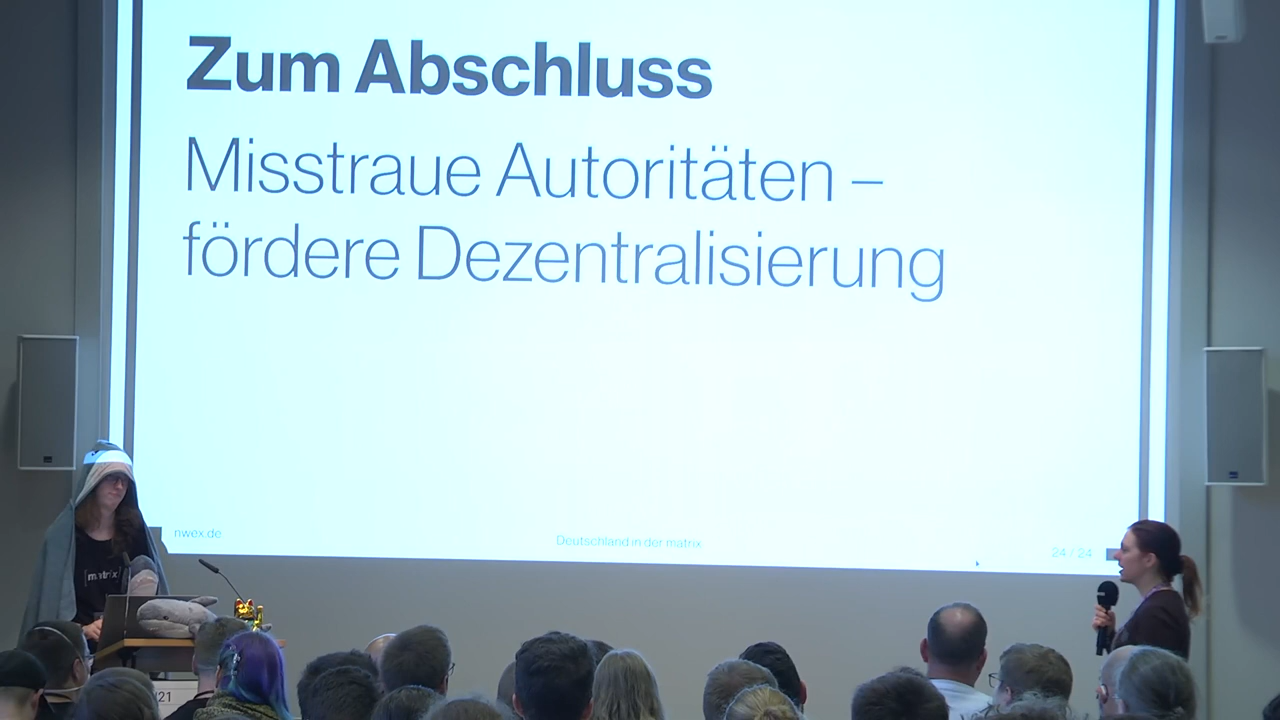 Zum Abschluss
Misstraue Autoritäten –
fördere Dezentralisierung
nwex.de
Deutschland in der matrix
24 / 24
[matrix]